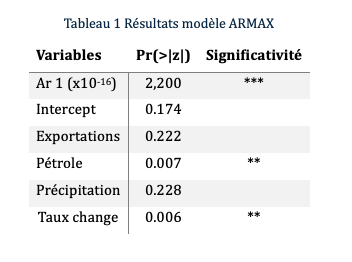 Tableau 1 Résultats modèle ARMAX
Variables Pr(>|z|) Significativité
Ar 1 (x10-16) 2,200 ***
Intercept 0.174
Exportations 0.222
Pétrole 0.007 **
Précipitation 0.228
Taux change 0.006 **